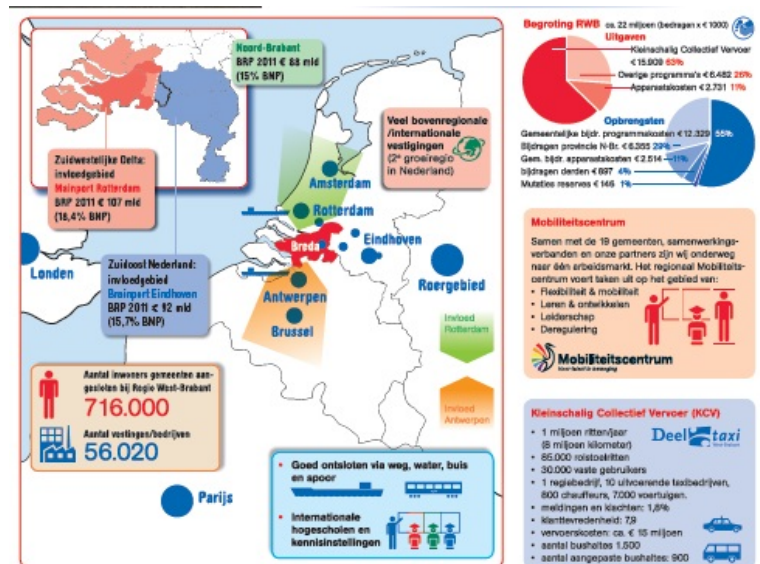 Noord-Brabant
BRP 2011 € 88 mld
(15% BNP)
Zuidwestelijke Delta:
invloedgebied
Mainport Rotterdam
BRP 2011 € 107 mld
(18,4% BNP)
Zuidoost Nederland:
invloedgebied
Brainport Eindhoven
BRP 2011 € 92 mld
(15,7% BNP)
Veel bovenregionale
/internationale
vestigingen
(2e groeiregio
in Nederland)
Amsterdam
Rotterdam
Breda
Eindhoven
Antwerpen
Brussel
Londen
Roergebied
Parijs
Invloed
Rotterdam
Invloed
Antwerpen
Aantal inwoners gemeenten aan-
gesloten bij Regio West-Brabant
716.000
Aantal vestingen/bedrijven
56.020
• Goed ontsloten via weg, water, buis
en spoor
• Internationale
hogescholen en
kennisinstellingen
Begroting RWB ca. 22 miljoen (bedragen x € 1000)
Uitgaven
Kleinschalig Collectief Vervoer
€ 15.909 63%
Overige programma's € 6.482 26%
Apparaatskosten € 2.731 11%
Opbrengsten
Gemeentelijke bijdr. programmakosten € 12.329 55%
Bijdragen provincie N-Br. € 6.355 29%
Gem. bijdr. apparaatskosten € 2.514 11%
bijdragen derden € 897 4%
Mutaties reserves € 146 1%
Mobiliteitscentrum
Samen met de 19 gemeenten, samenwerkings-
verbanden en onze partners zijn wij onderweg
naar één arbeidsmarkt. Het regionaal Mobiliteits-
centrum voert taken uit op het gebied van:
• Flexibiliteit & mobiliteit
• Leren & ontwikkelen
• Leiderschap
• Deregulering
Mobiliteitscentrum
Kleinschalig Collectief Vervoer (KCV)
• 1 miljoen ritten/jaar
(8 miljoen kilometer)
Deeltaxi
• 85.000 rolstoelritten
• 30.000 vaste gebruikers
• 1 regiebedrijf, 10 uitvoerende taxibedrijven,
800 chauffeurs, 7.000 voertuigen.
• meldingen en klachten: 1,8%
• klanttevredenheid: 7,9
• vervoerskosten: ca. € 15 miljoen
• aantal bushaltes 1.500
• aantal aangepaste bushaltes: 900